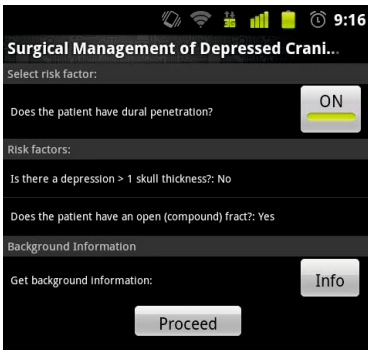 3G 9:16
Surgical Management of Depressed Crani...
Select risk factor:
Does the patient have dural penetration?
ON
Risk factors:
Is there a depression > 1 skull thickness?: No
Does the patient have an open (compound) fract?: Yes
Background Information
Get background information:
Info
Proceed